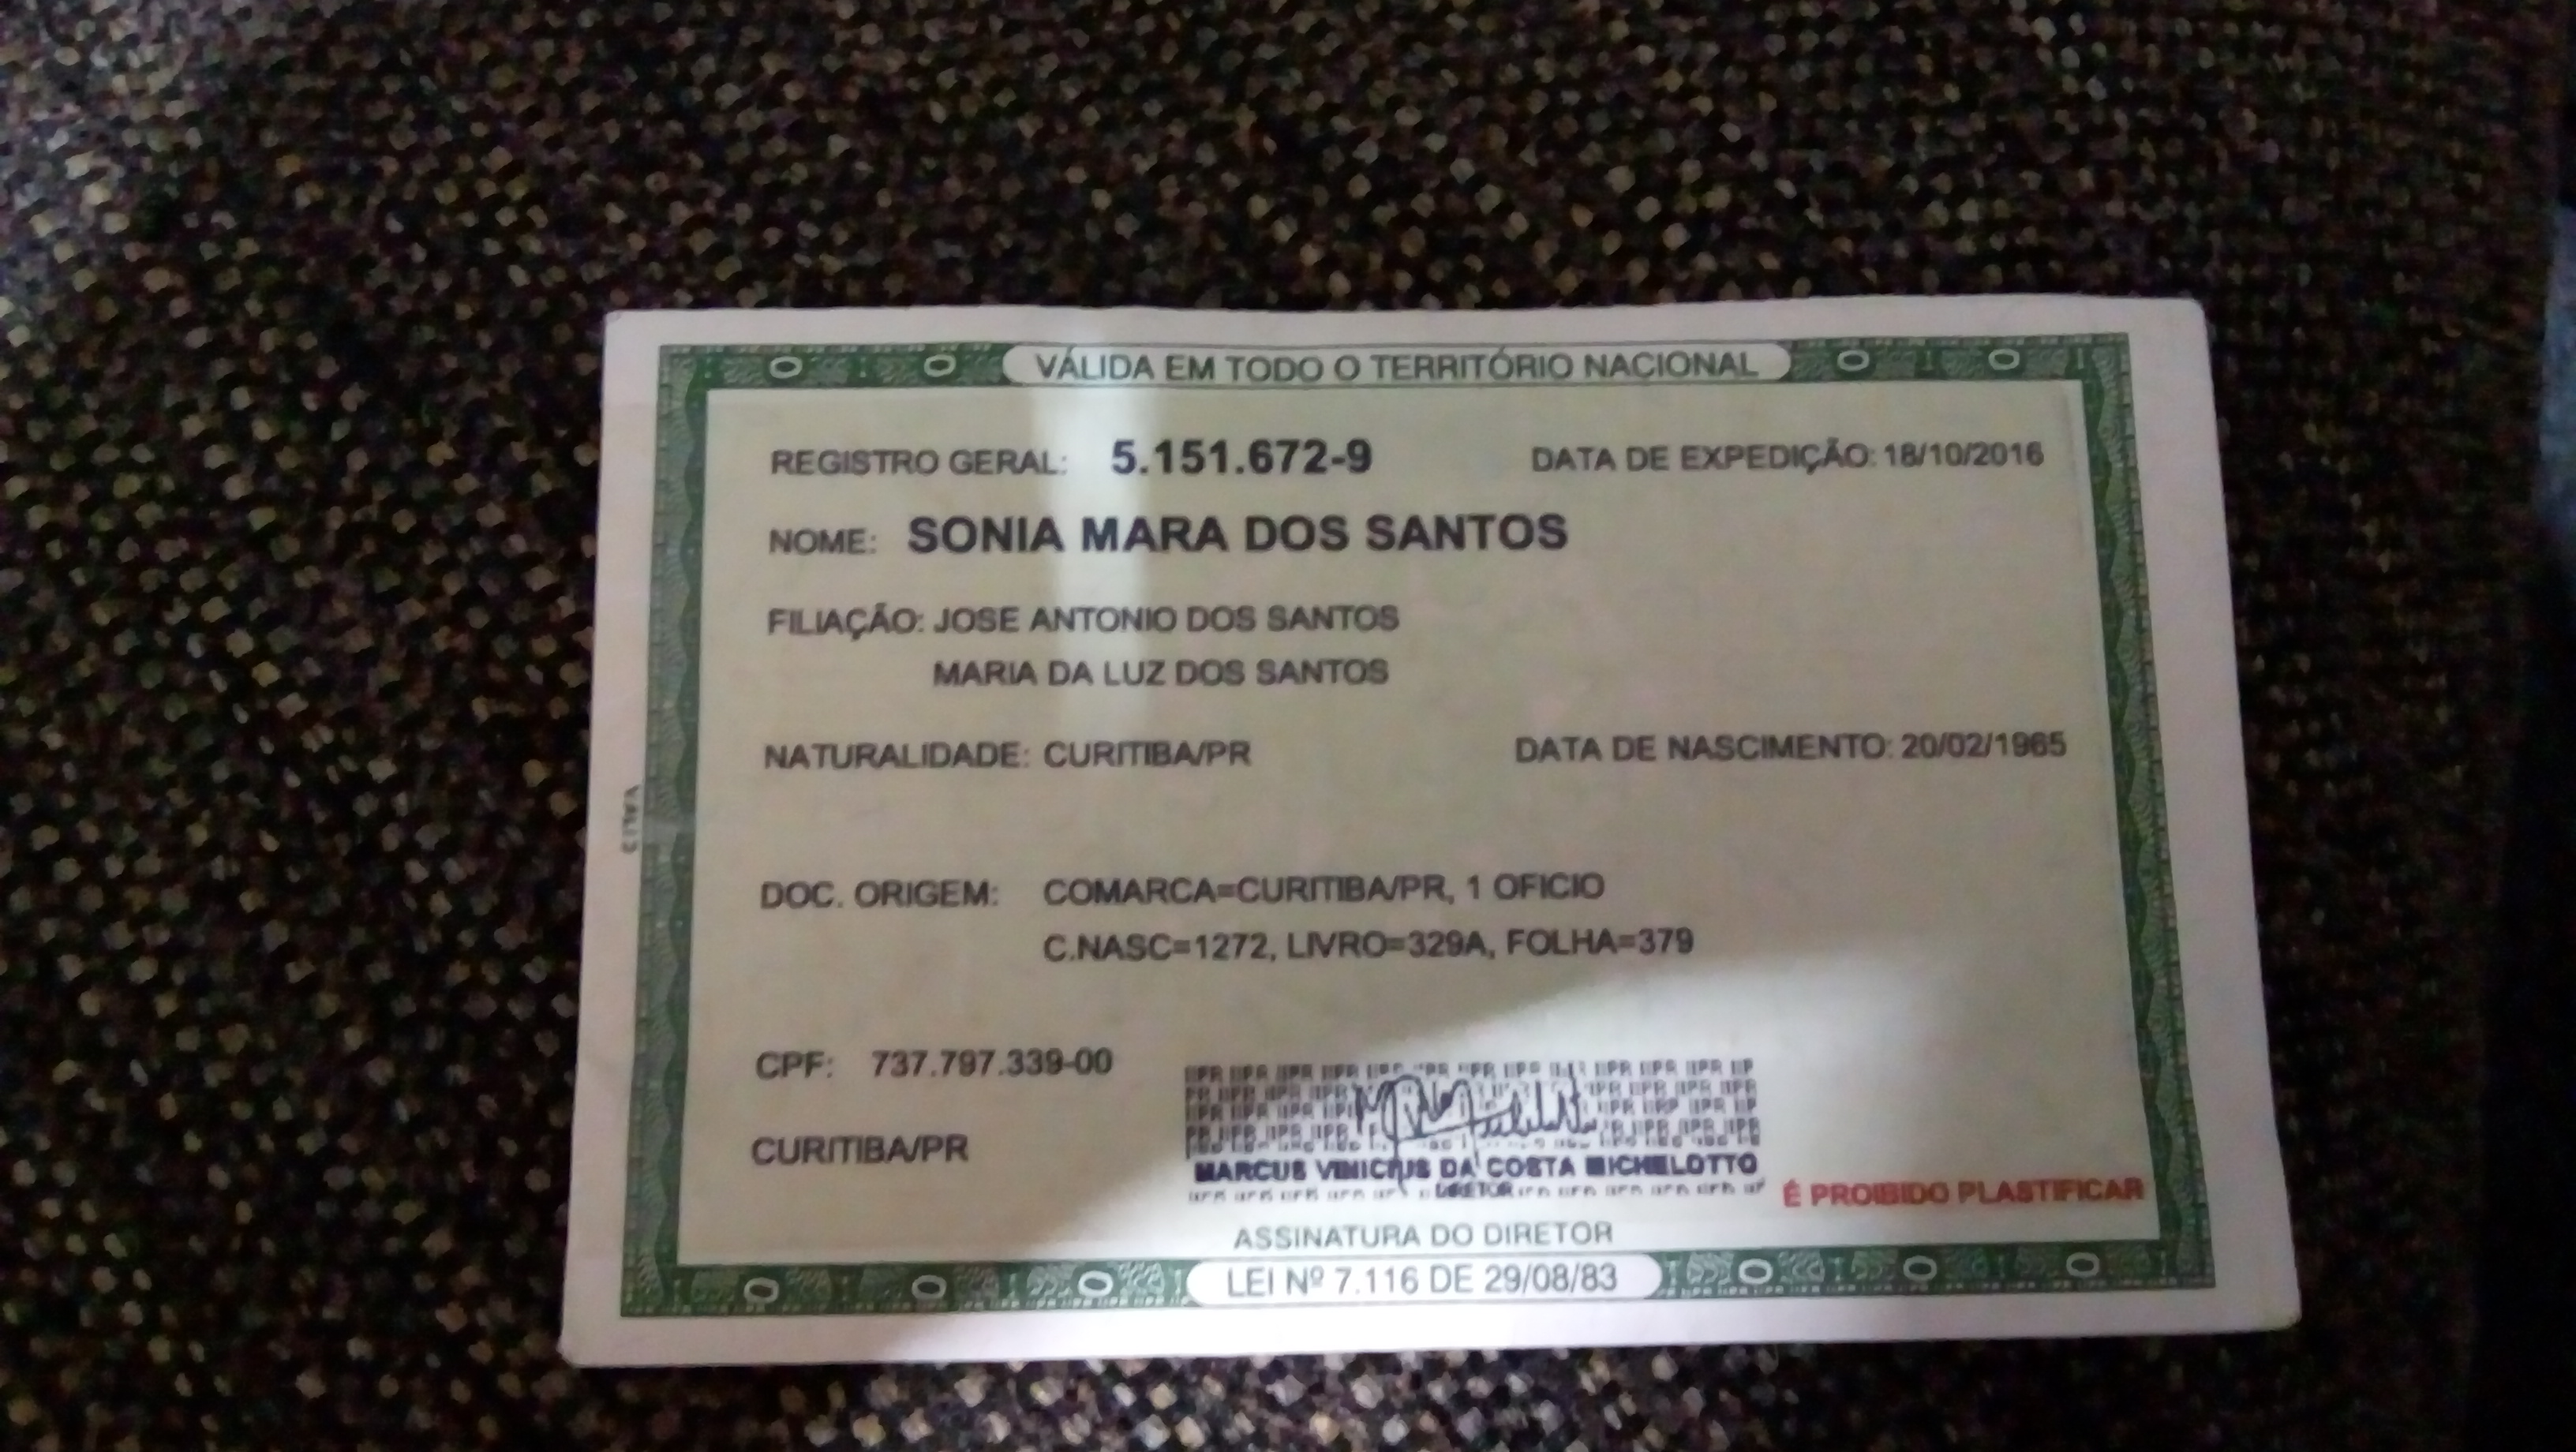 VÁLIDA EM TODO O TERRITÓRIO NACIONAL
REGISTRO GERAL: 5.151.672-9 DATA DE EXPEDIÇÃO: 18/10/2016
NOME: SONIA MARA DOS SANTOS
FILIAÇÃO: JOSE ANTONIO DOS SANTOS
MARIA DA LUZ DOS SANTOS
NATURALIDADE: CURITIBA/PR DATA DE NASCIMENTO: 20/02/1965
DOC. ORIGEM: COMARCA=CURITIBA/PR, 1 OFICIO
C.NASC=1272, LIVRO=329A, FOLHA=379
CPF: 737.797.339-00
CURITIBA/PR
MARCUS VINICIUS DA COSTA MICHELOTTO
DIRETOR
É PROIBIDO PLASTIFICAR
ASSINATURA DO DIRETOR
LEI Nº 7.116 DE 29/08/83